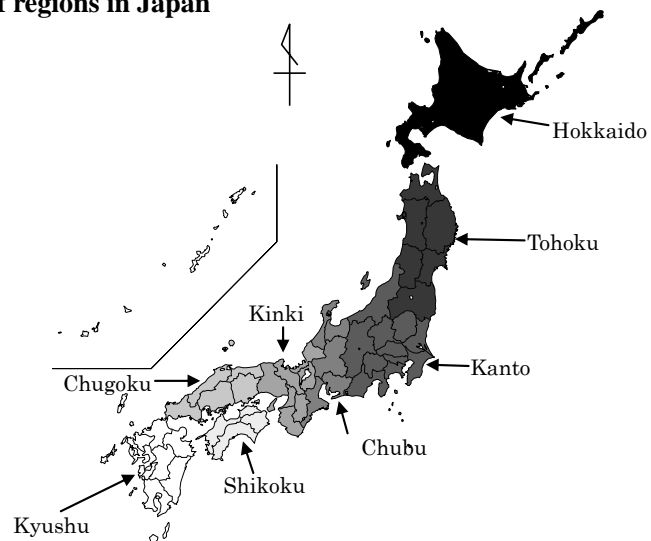 regions in Japan
Hokkaido
Tohoku
Kinki
Kanto
Chugoku
Chubu
Shikoku
Kyushu